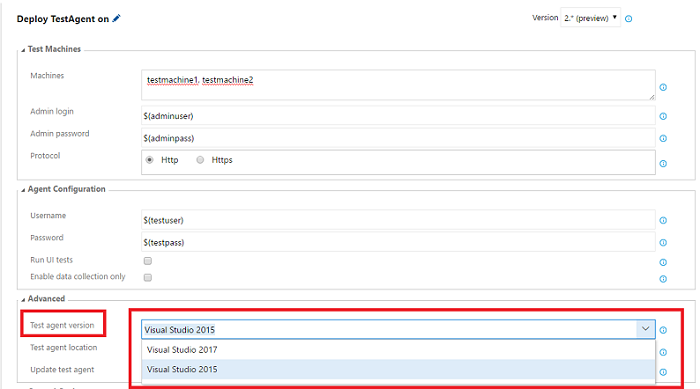 Deploy TestAgent on
Version 2.* (preview)
Test Machines
Machines testmachine1, testmachine2
Admin login $(adminuser)
Admin password $(adminpass)
Protocol Http Https
Agent Configuration
Username $(testuser)
Password $(testpass)
Run UI tests
Enable data collection only
Advanced
Test agent version Visual Studio 2015
Test agent location Visual Studio 2017
Update test agent Visual Studio 2015